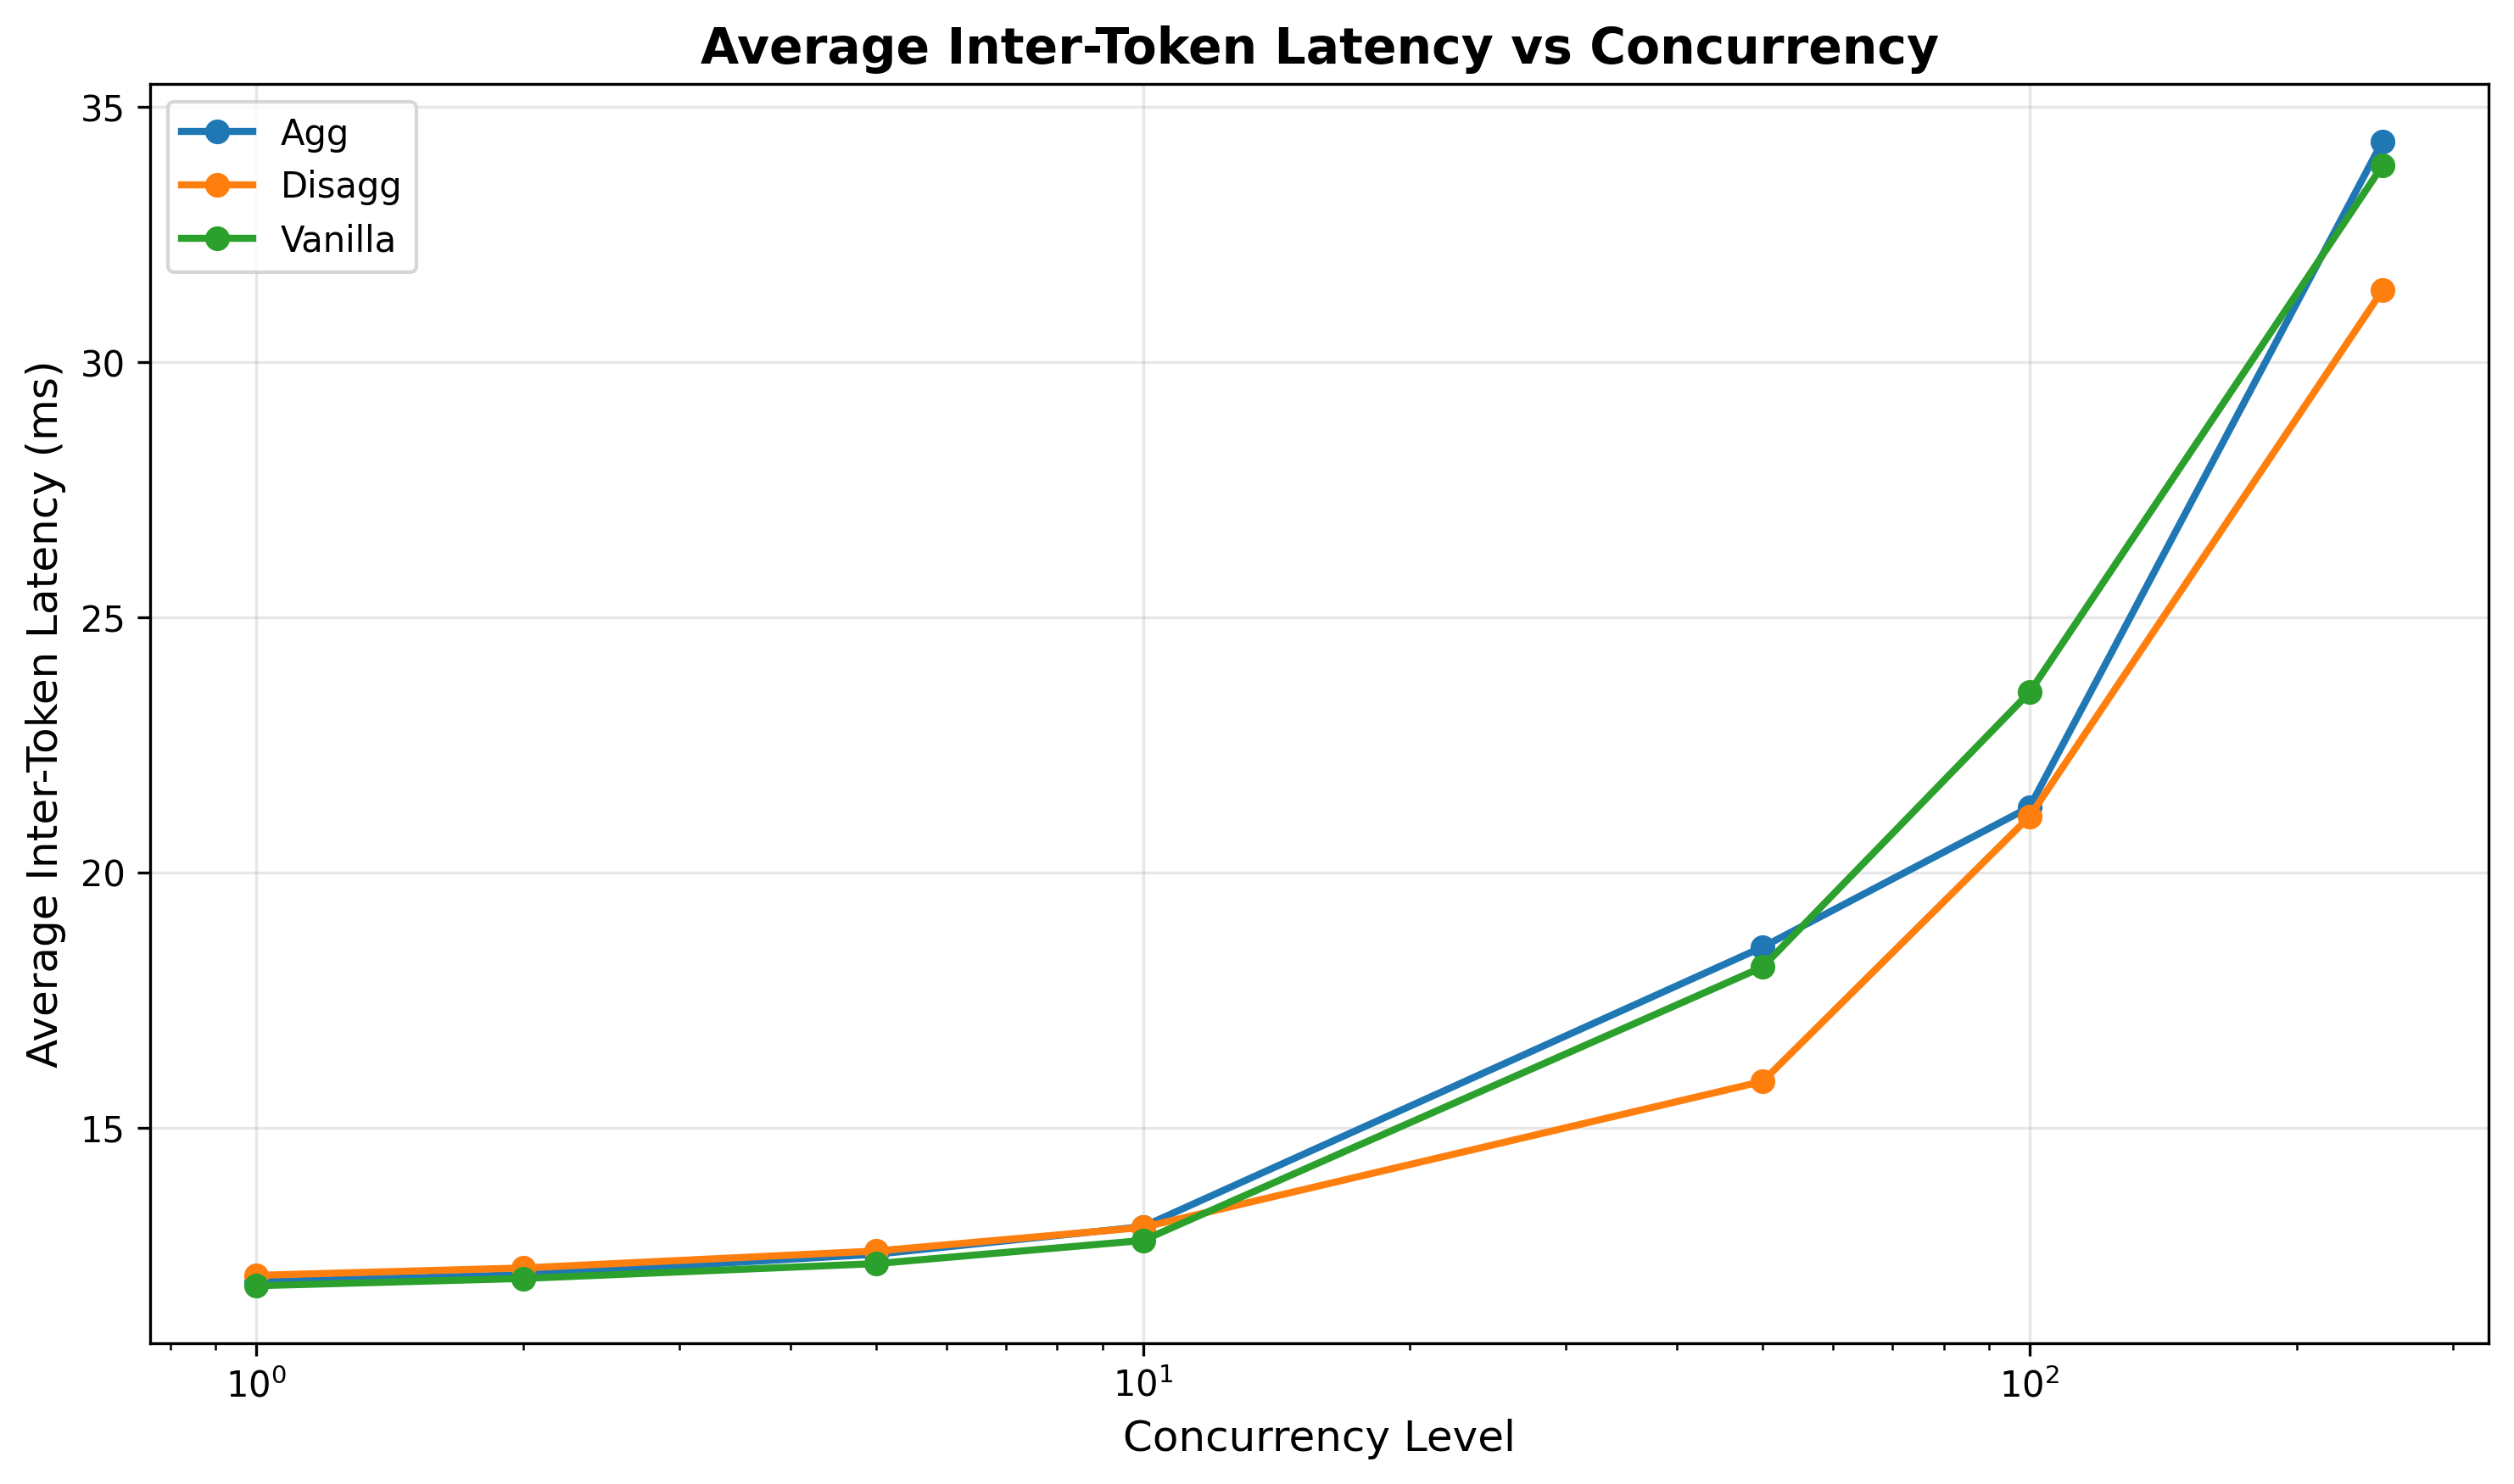 Average Inter-Token Latency vs Concurrency
Agg
Disagg
Vanilla
Average Inter-Token Latency (ms)
35
30
25
20
15
10⁰
10¹
10²
Concurrency Level